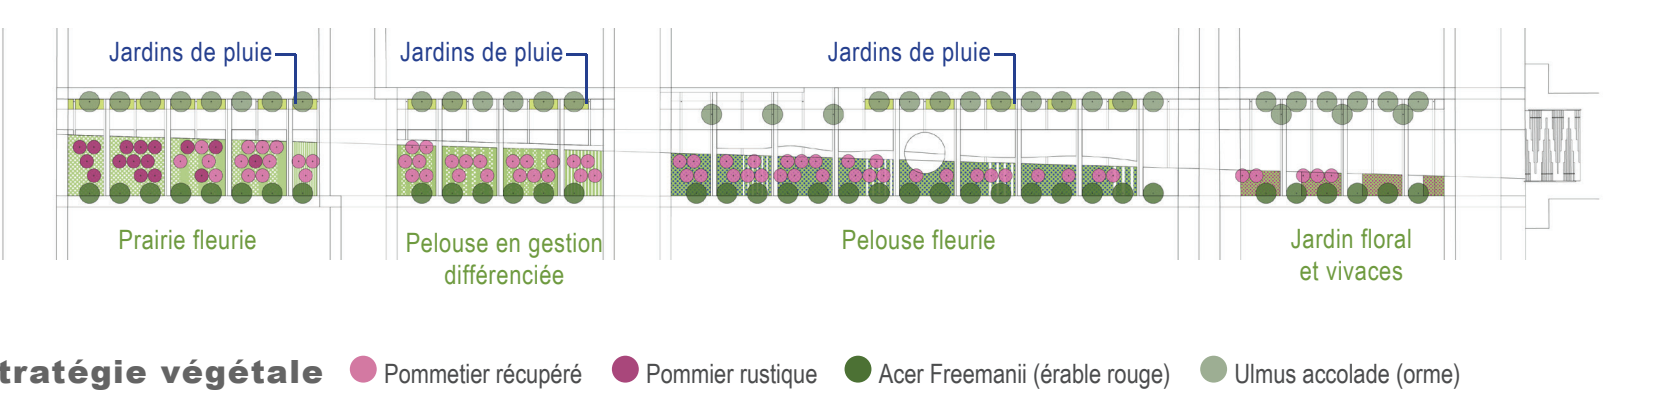 Jardins de pluie
Jardins de pluie
Jardins de pluie
Prairie fleurie
Pelouse en gestion
différenciée
Pelouse fleurie
Jardin floral
et vivaces
tratégie végétale
Pommetier récupéré
Pommier rustique
Acer Freemanii (érable rouge)
Ulmus accolade (orme)